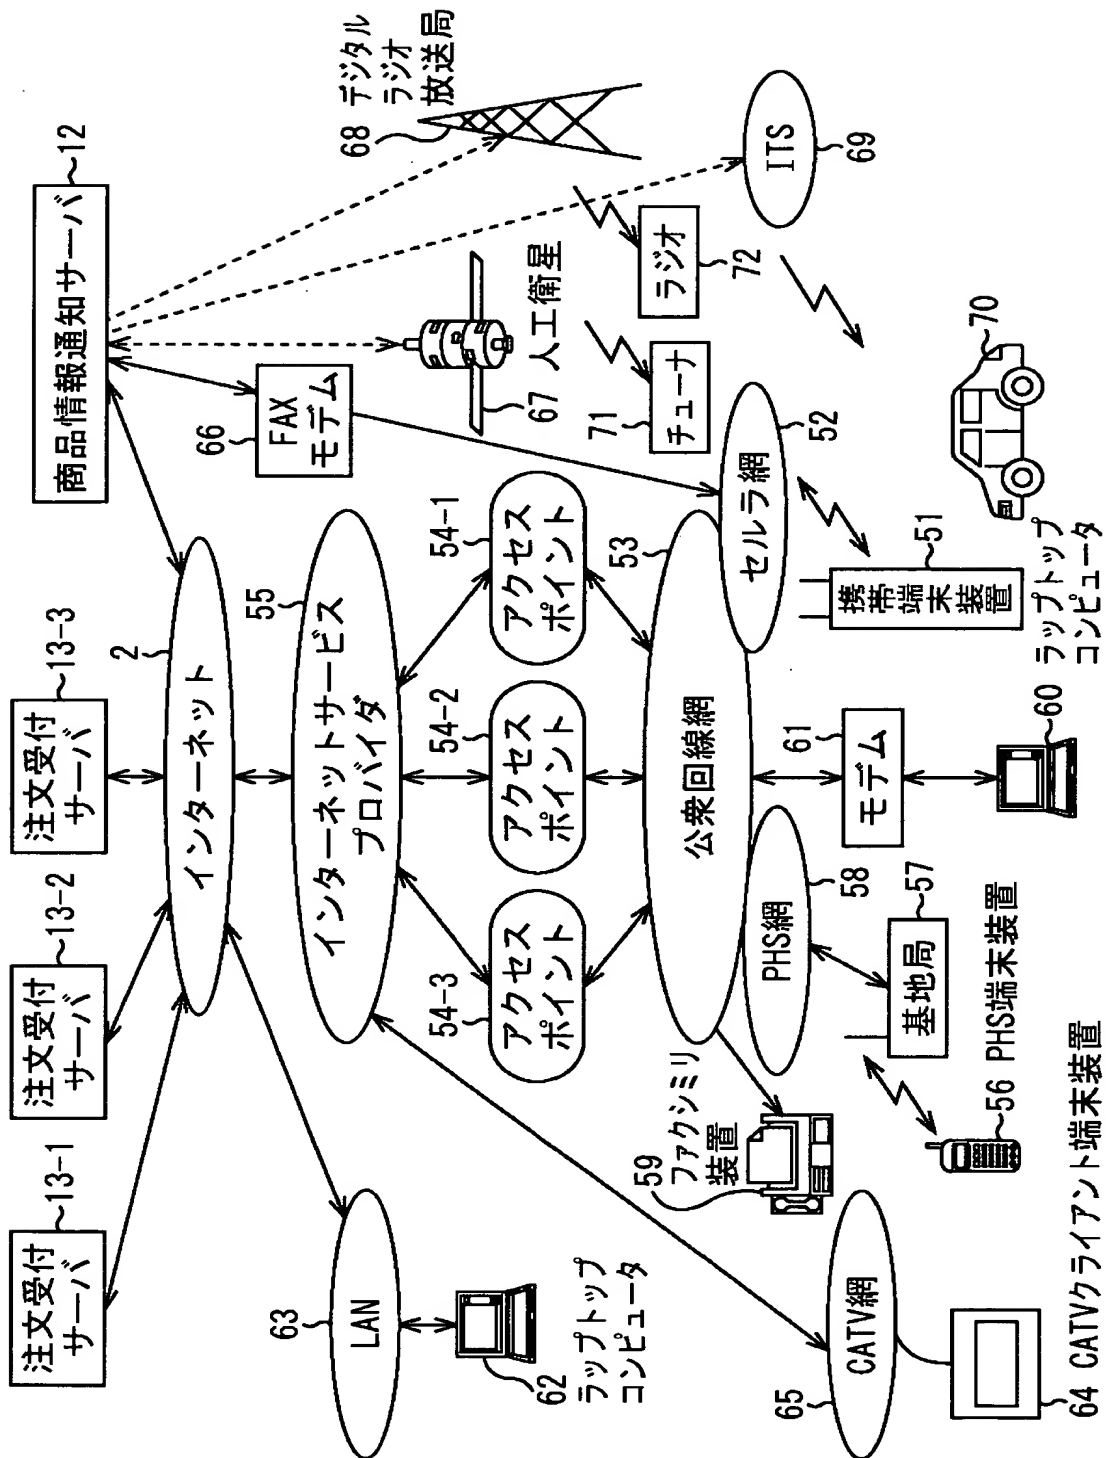 注文受付
サーバ
13-1
注文受付
サーバ
13-2
注文受付
サーバ
13-3
商品情報通知サーバ
12
インターネット
2
インターネットサービス
プロバイダ
55
FAX
モデム
66
67 人工衛星
68 デジタル
ラジオ
放送局
ITS
69
ラジオ
72
チューナ
71
アクセス
ポイント
54-1
アクセス
ポイント
54-2
アクセス
ポイント
54-3
公衆回線網
53
セルラ網
52
携帯端末装置
51
70
LAN
63
62
ラップトップ
コンピュータ
59
ファクシミリ
装置
PHS網
58
基地局
57
56 PHS端末装置
モデム
61
60
ラップトップ
コンピュータ
CATV網
65
64 CATVクライアント端末装置